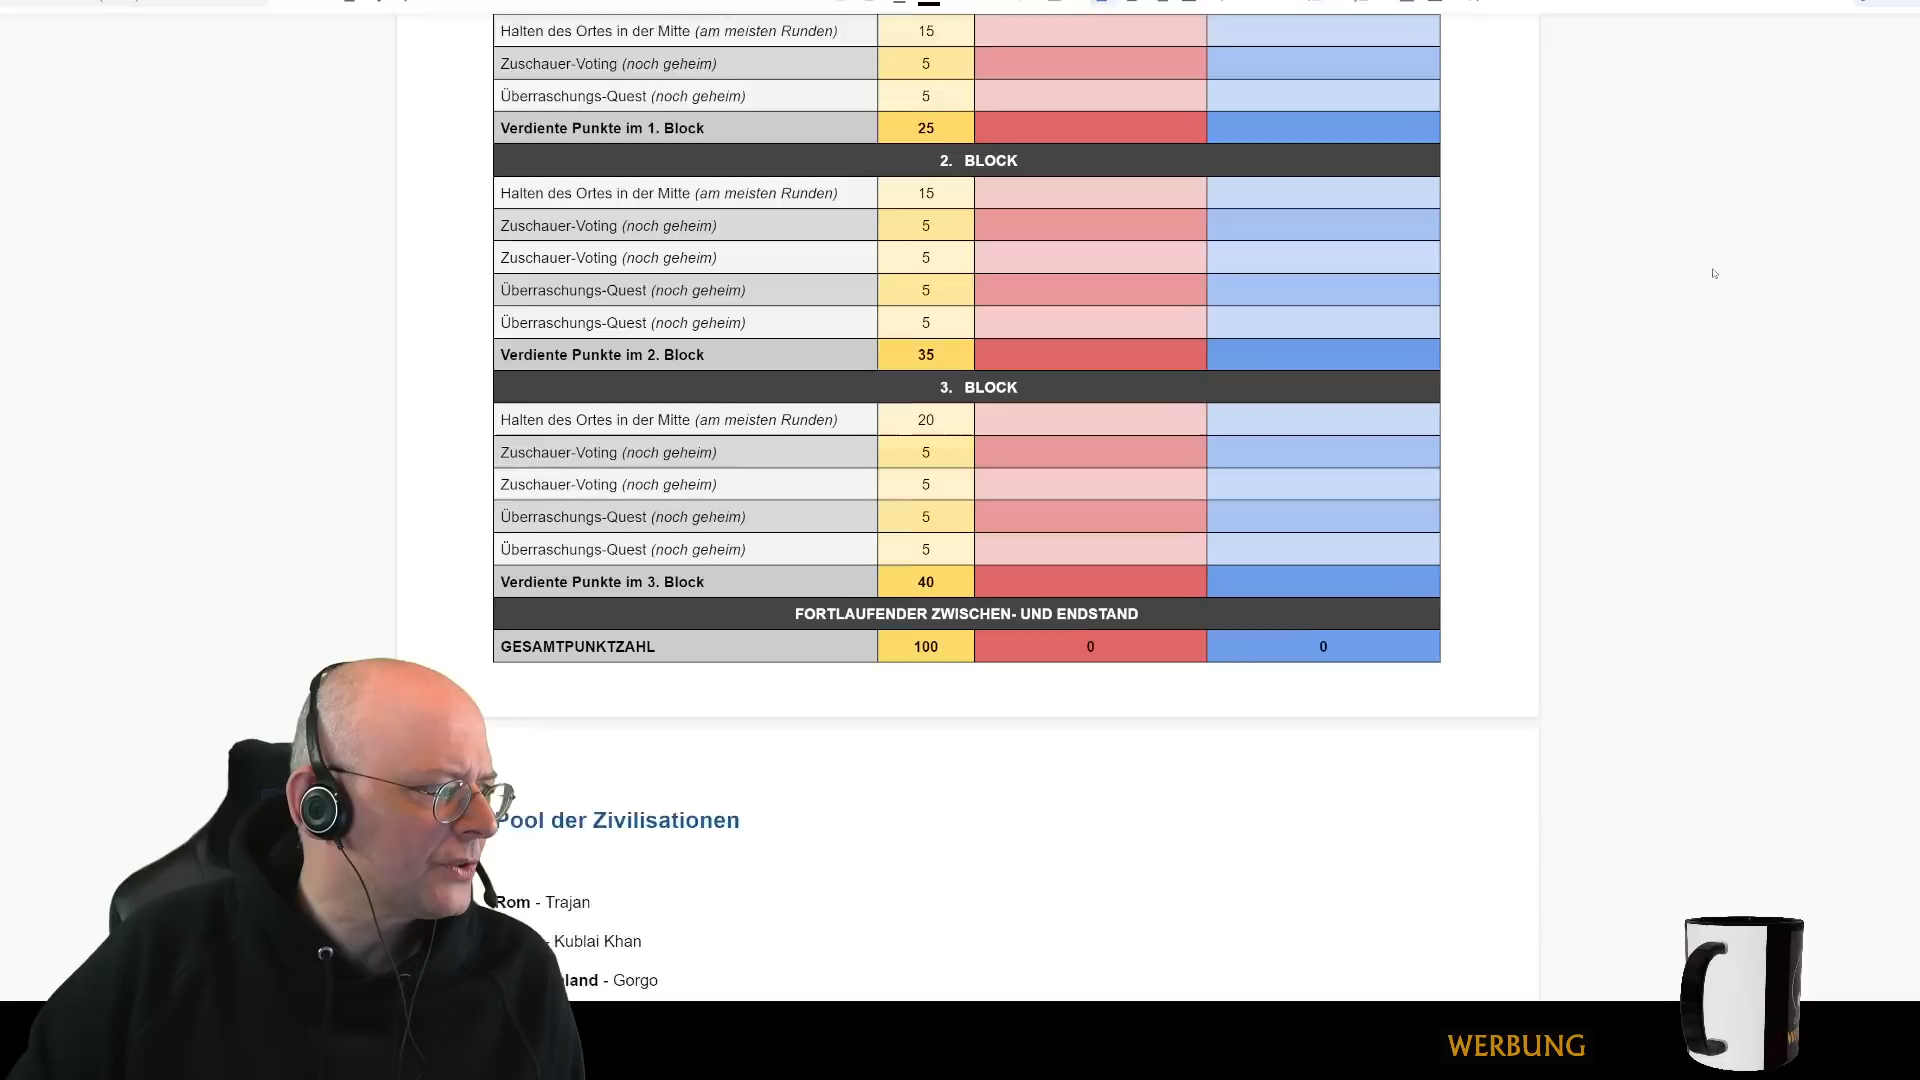 Halten des Ortes in der Mitte (am meisten Runden) 15
Zuschauer-Voting (noch geheim) 5
Überraschungs-Quest (noch geheim) 5
Verdiente Punkte im 1. Block 25
2. BLOCK
Halten des Ortes in der Mitte (am meisten Runden) 15
Zuschauer-Voting (noch geheim) 5
Zuschauer-Voting (noch geheim) 5
Überraschungs-Quest (noch geheim) 5
Überraschungs-Quest (noch geheim) 5
Verdiente Punkte im 2. Block 35
3. BLOCK
Halten des Ortes in der Mitte (am meisten Runden) 20
Zuschauer-Voting (noch geheim) 5
Zuschauer-Voting (noch geheim) 5
Überraschungs-Quest (noch geheim) 5
Überraschungs-Quest (noch geheim) 5
Verdiente Punkte im 3. Block 40
FORTLAUFENDER ZWISCHEN- UND ENDSTAND
GESAMTPUNKTZAHL 100 0 0
Pool der Zivilisationen
Rom - Trajan
- Kublai Khan
land - Gorgo
WERBUNG